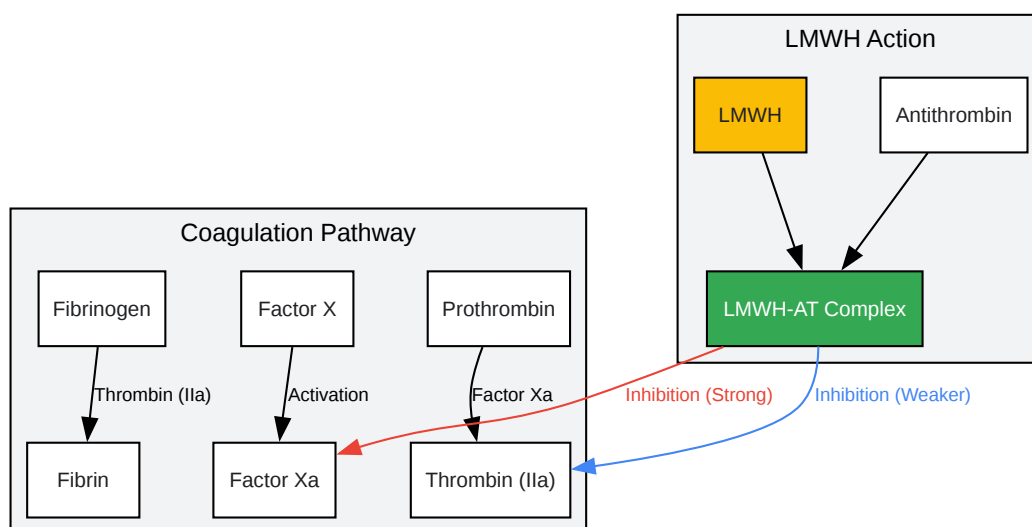 LMWH Action
LMWH
Antithrombin
LMWH-AT Complex
Inhibition (Strong)
Inhibition (Weaker)
Coagulation Pathway
Fibrinogen
Factor X
Prothrombin
Thrombin (IIa)
Activation
Factor Xa
Fibrin
Factor Xa
Thrombin (IIa)